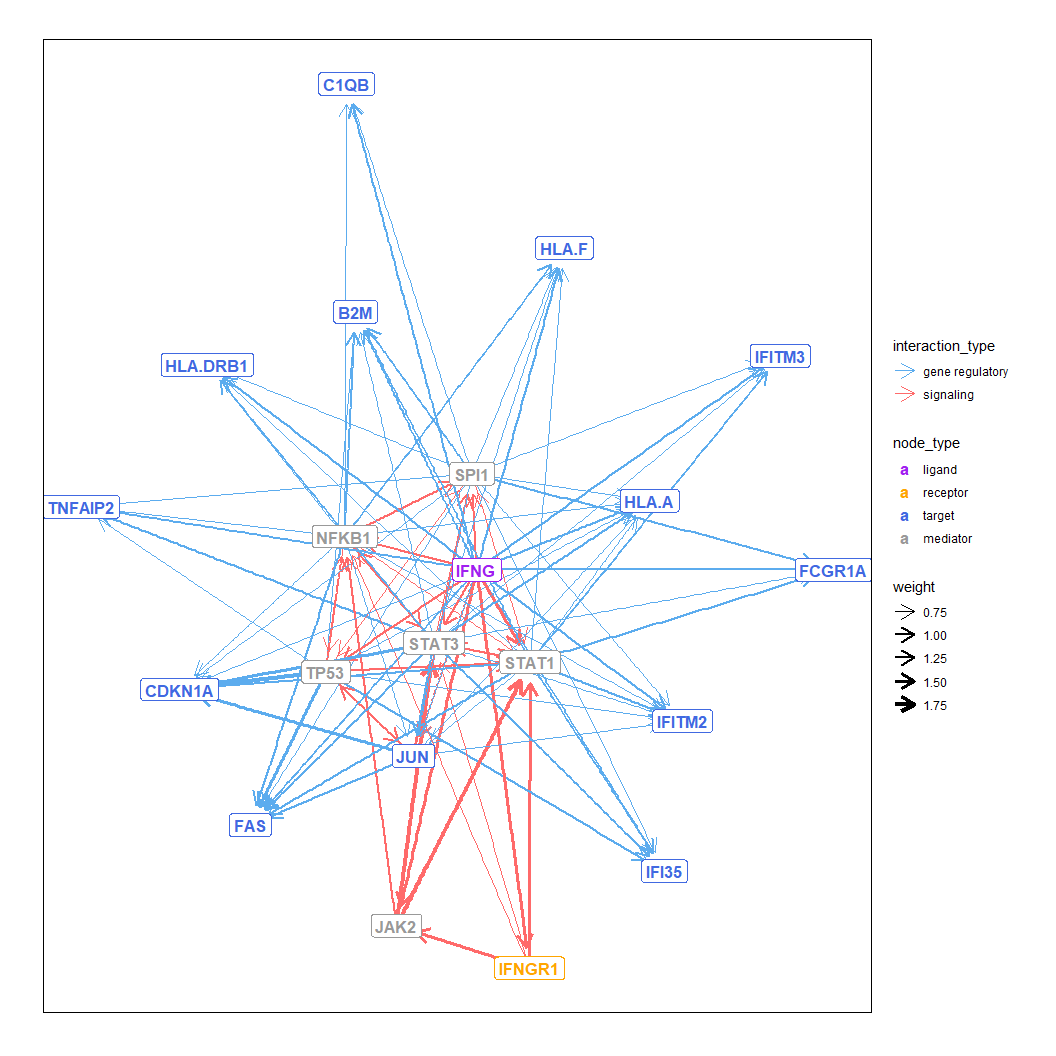 C1QB
HLA.F
B2M
IFITM3
HLA.DRB1
SPI1
HLA.A
TNFAIP2
NFKB1
IFNG
FCGR1A
STAT3
STAT1
TP53
CDKN1A
IFITM2
JUN
FAS
IFI35
JAK2
IFNGR1
interaction_type
gene regulatory
signaling
node_type
a ligand
a receptor
a target
a mediator
weight
0.75
1.00
1.25
1.50
1.75